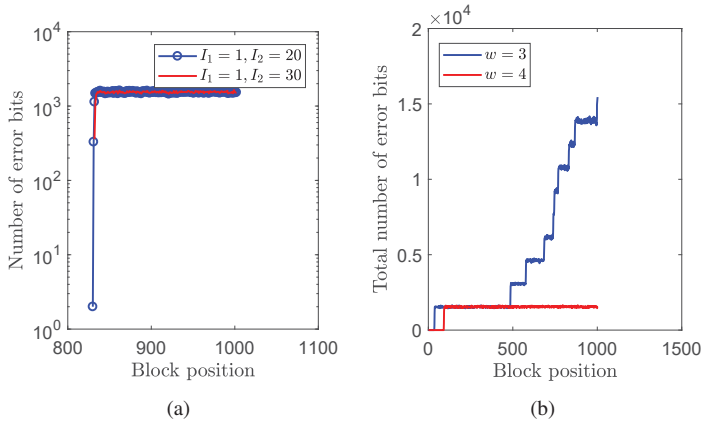 Number of error bits
10^4
10^3
10^2
10^1
10^0
I_1 = 1, I_2 = 20
I_1 = 1, I_2 = 30
800 900 1000 1100
Block position
(a)
Total number of error bits
×10^4
2
1.5
1
0.5
0
w = 3
w = 4
0 500 1000 1500
Block position
(b)